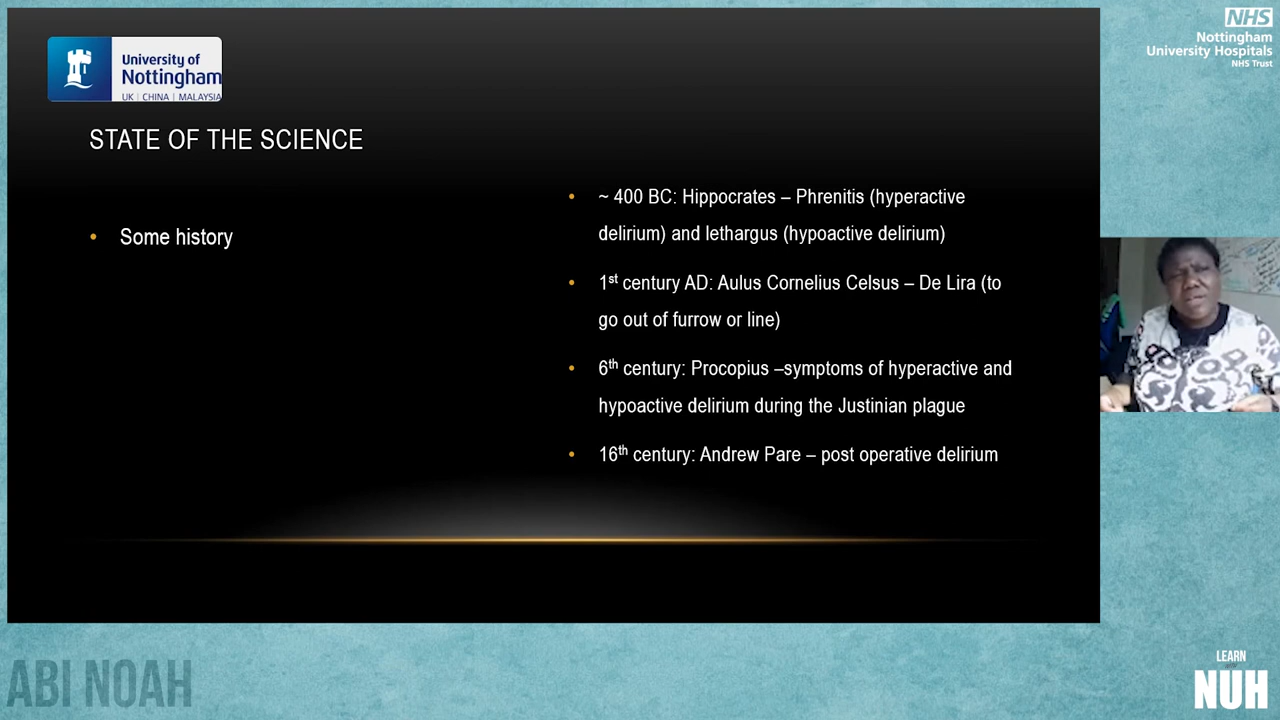 University of
Nottingham
UK | CHINA | MALAYSIA
NHS
Nottingham
University Hospitals
NHS Trust
STATE OF THE SCIENCE
• Some history
• ~ 400 BC: Hippocrates – Phrenitis (hyperactive
delirium) and lethargus (hypoactive delirium)
• 1st century AD: Aulus Cornelius Celsus – De Lira (to
go out of furrow or line)
• 6th century: Procopius –symptoms of hyperactive and
hypoactive delirium during the Justinian plague
• 16th century: Andrew Pare – post operative delirium
ABI NOAH
LEARN
NUH